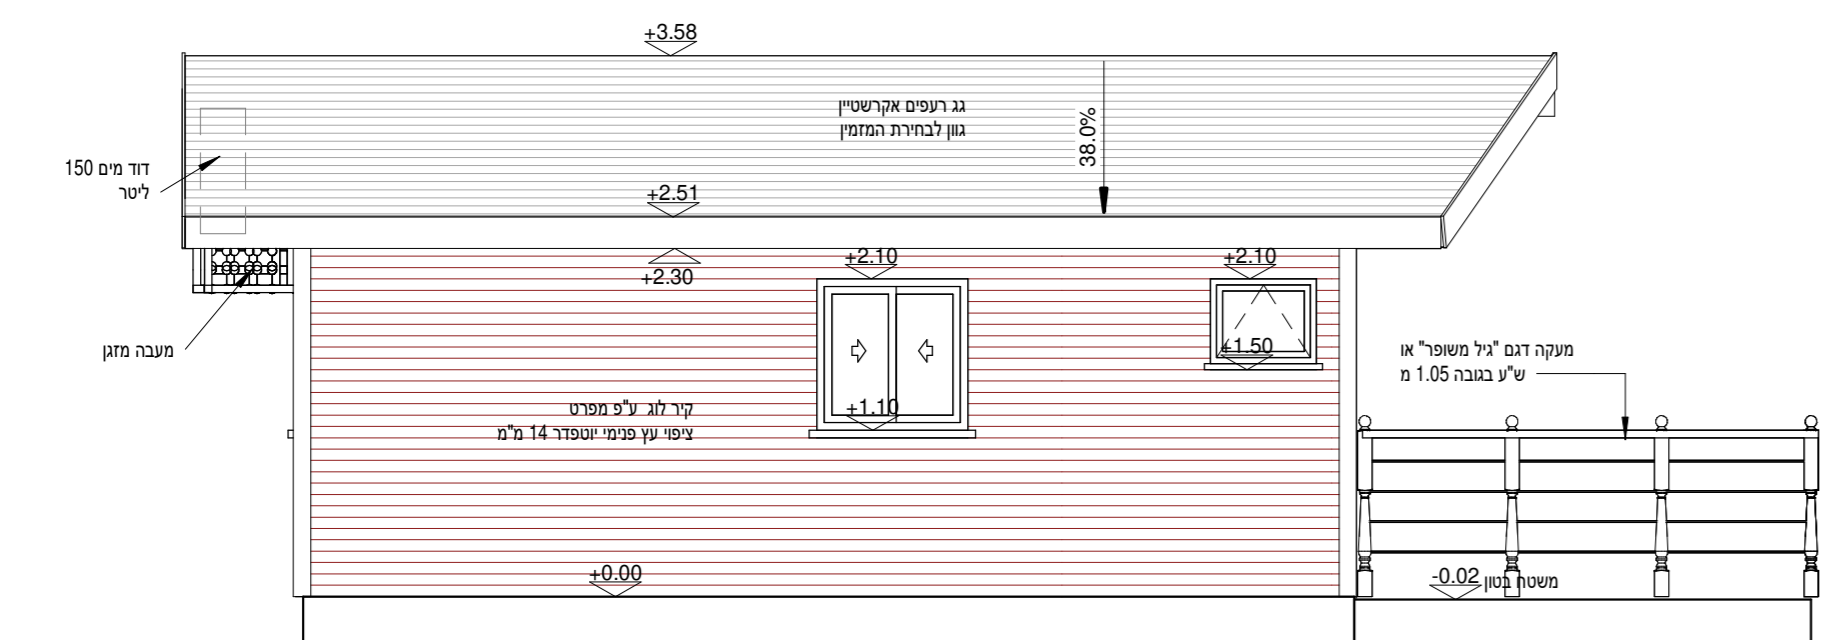 +3.58
גג רעפים אקרשטיין
גוון לבחירת המזמין
38.0%
דוד מים 150
ליטר
+2.51
+2.30
+2.10
+2.10
מעבה מזגן
+1.50
מעקה דגם "גיל משופר" או
ש"ע בגובה 1.05 מ
+1.10
קיר לוג ע"פ מפרט
ציפוי עץ פנימי יוטפדר 14 מ"מ
+0.00
-0.02
משטח בטון